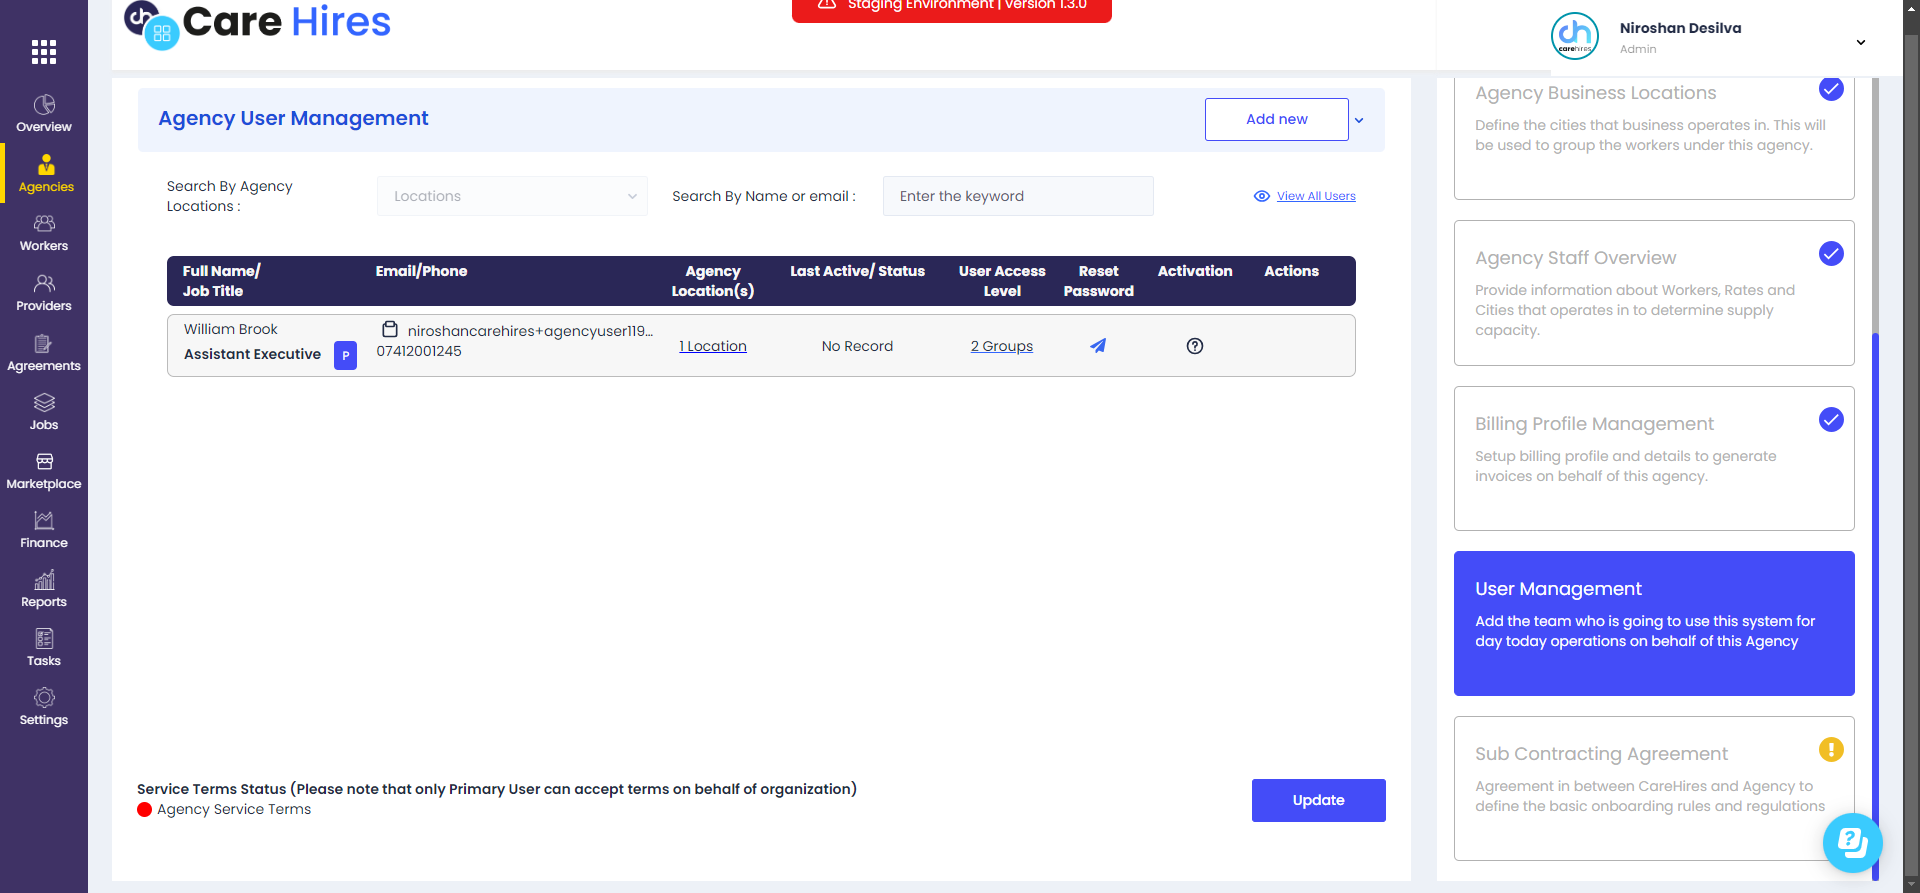 Care Hires
Staging Environment | Version 1.3.0
Niroshan Desilva
Admin
Overview
Agencies
Workers
Providers
Agreements
Jobs
Marketplace
Finance
Reports
Tasks
Settings
Agency User Management
Add new
Search By Agency
Locations :
Locations
Search By Name or email :
Enter the keyword
View All Users
Full Name/
Job Title
Email/Phone
Agency
Location(s)
Last Active/ Status
User Access
Level
Reset
Password
Activation
Actions
William Brook
Assistant Executive
P
niroshancarehires+agencyuser119...
07412001245
1 Location
No Record
2 Groups
Service Terms Status (Please note that only Primary User can accept terms on behalf of organization)
Agency Service Terms
Update
Agency Business Locations
Define the cities that business operates in. This will
be used to group the workers under this agency.
Agency Staff Overview
Provide information about Workers, Rates and
Cities that operates in to determine supply
capacity.
Billing Profile Management
Setup billing profile and details to generate
invoices on behalf of this agency.
User Management
Add the team who is going to use this system for
day today operations on behalf of this Agency
Sub Contracting Agreement
Agreement in between CareHires and Agency to
define the basic onboarding rules and regulations